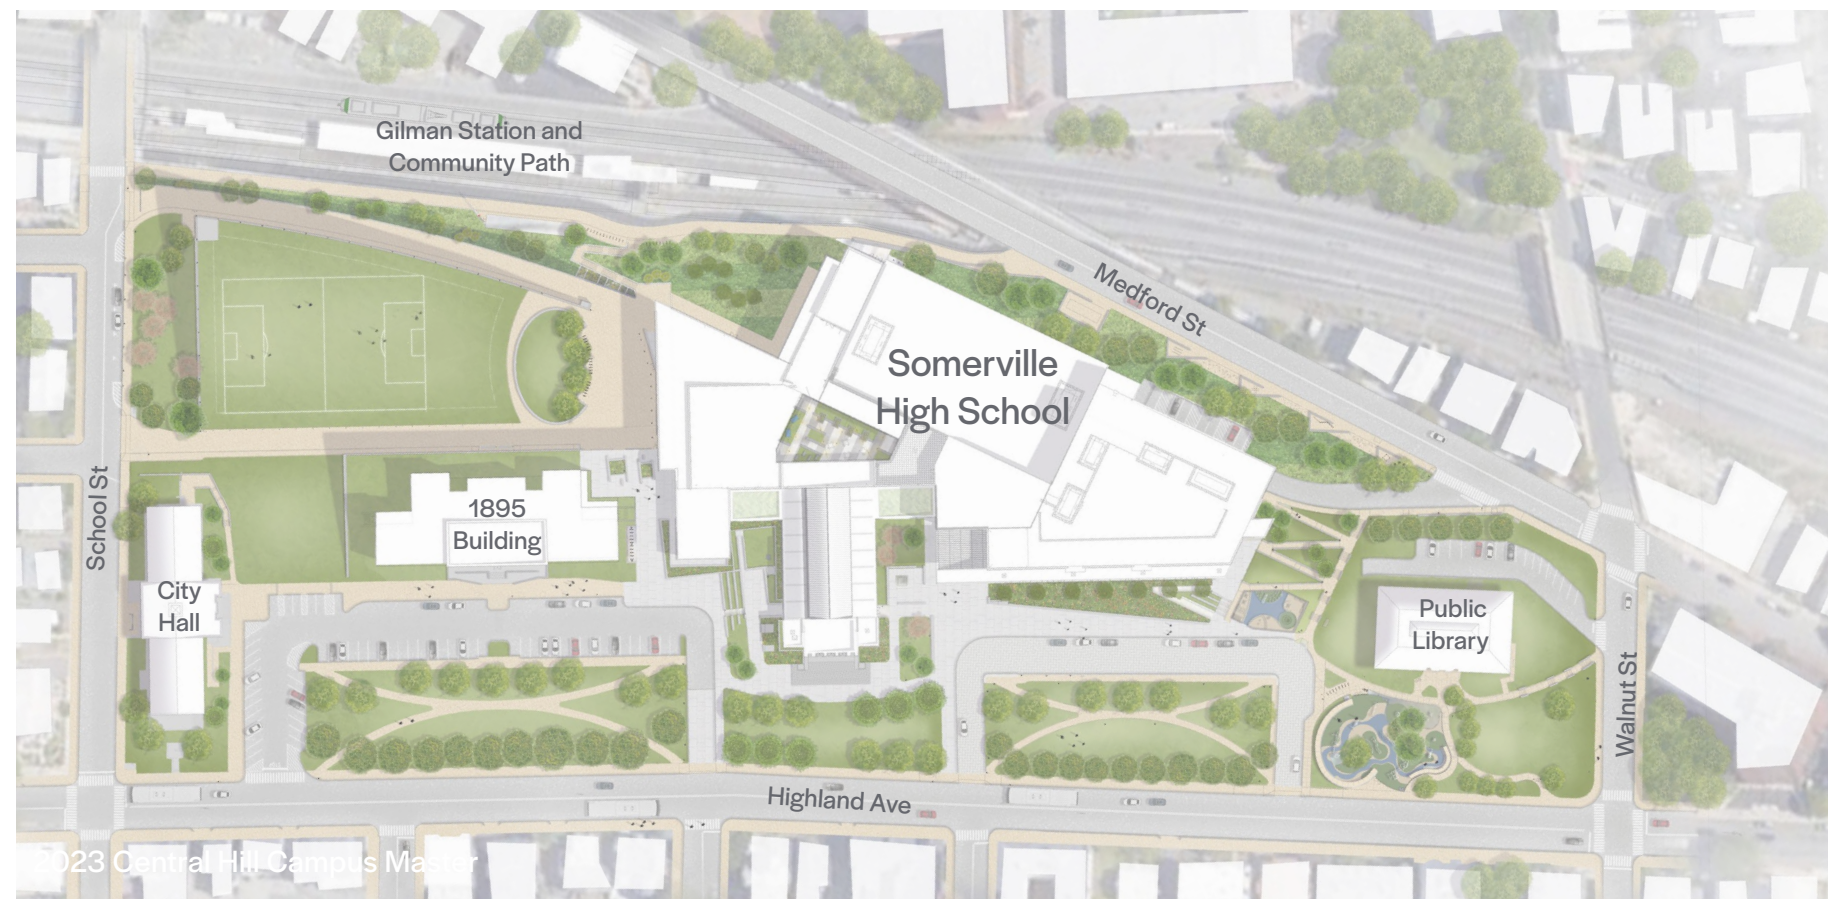 Gilman Station and
Community Path
Medford St
Somerville
High School
School St
1895
Building
City
Hall
Public
Library
Walnut St
Highland Ave
2023 Central Hill Campus Master